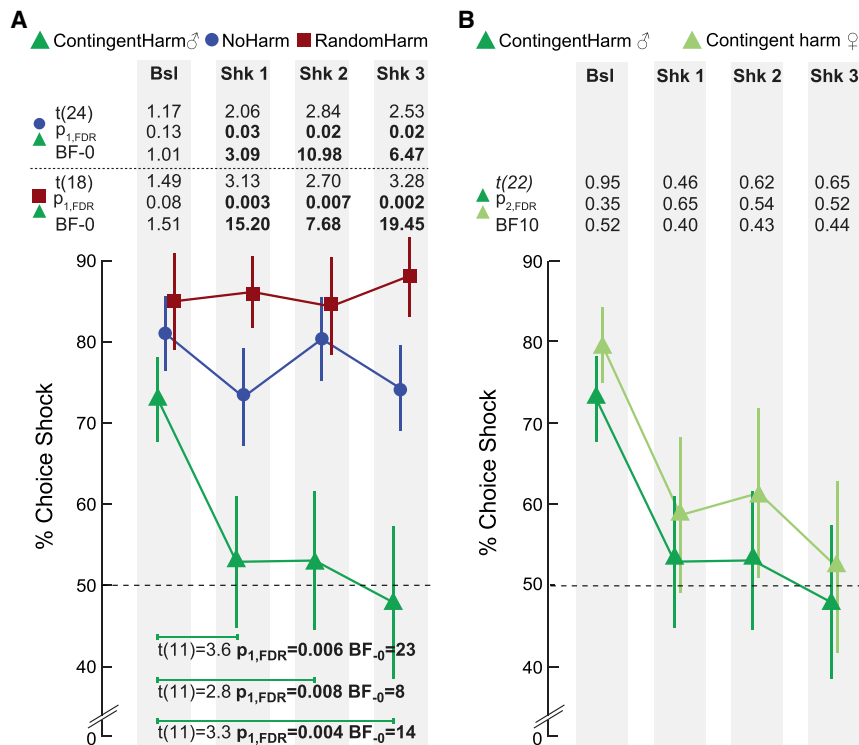 A
ContingentHarm♂ NoHarm RandomHarm
Bsl Shk 1 Shk 2 Shk 3
t(24) 1.17 2.06 2.84 2.53
p1,FDR 0.13 0.03 0.02 0.02
BF-0 1.01 3.09 10.98 6.47
t(18) 1.49 3.13 2.70 3.28
p1,FDR 0.08 0.003 0.007 0.002
BF-0 1.51 15.20 7.68 19.45
% Choice Shock
90
80
70
60
50
40
0
t(11)=3.6 p1,FDR=0.006 BF-0=23
t(11)=2.8 p1,FDR=0.008 BF-0=8
t(11)=3.3 p1,FDR=0.004 BF-0=14
B
ContingentHarm ♂ Contingent harm ♀
Bsl Shk 1 Shk 2 Shk 3
t(22) 0.95 0.46 0.62 0.65
p2,FDR 0.35 0.65 0.54 0.52
BF10 0.52 0.40 0.43 0.44
% Choice Shock
90
80
70
60
50
40
0